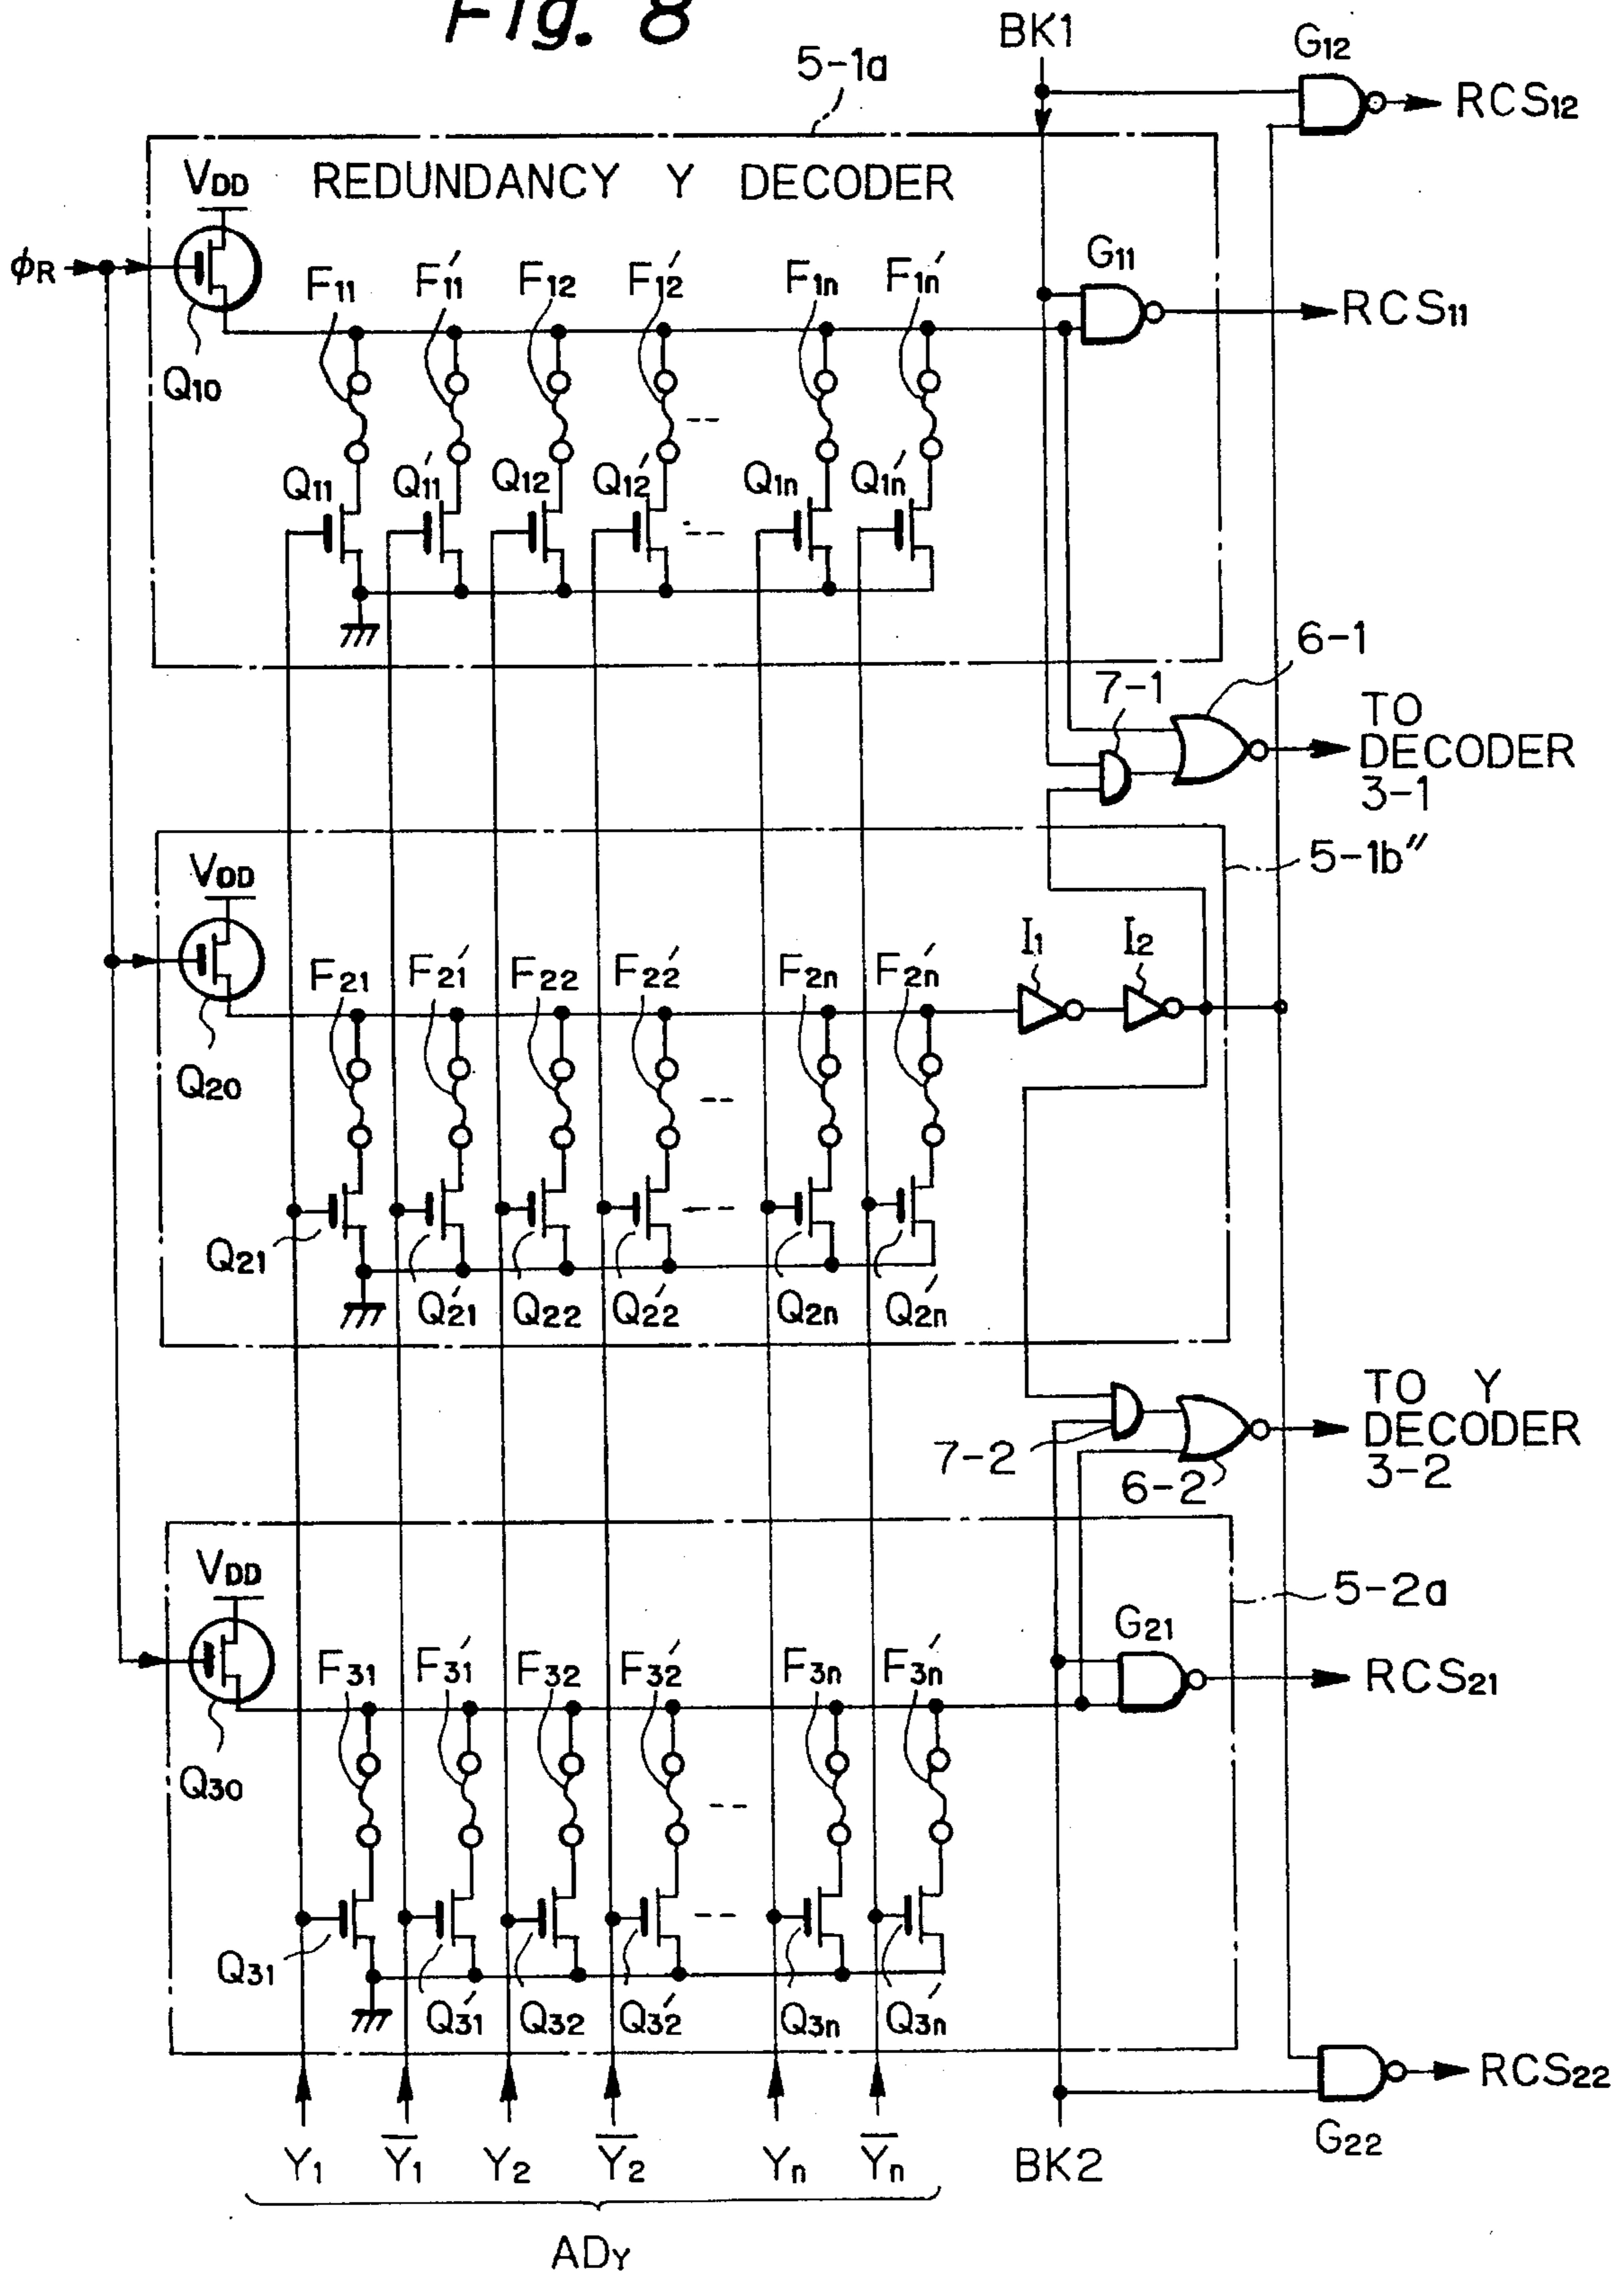 Fig. 8
BK1
G12
5-1a
RCS12
VDD
REDUNDANCY Y DECODER
G11
ϕR
F11 F11' F12 F12' F1n F1n'
RCS11
Q10
Q11 Q11' Q12 Q12' Q1n Q1n'
6-1
7-1
TO
DECODER
3-1
5-1b"
VDD
I1 I2
F21 F21' F22 F22' F2n F2n'
Q20
Q21
Q21' Q22 Q22' Q2n Q2n'
TO Y
DECODER
3-2
7-2
6-2
VDD
5-2a
G21
F31 F31' F32 F32' F3n F3n'
RCS21
Q30
Q31
Q31' Q32 Q32' Q3n Q3n'
RCS22
G22
Y1 Y̅1 Y2 Y̅2 Yn Y̅n BK2
ADY